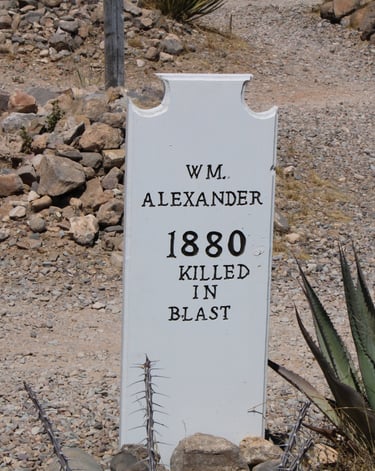 WM.
ALEXANDER
1880
KILLED
IN
BLAST